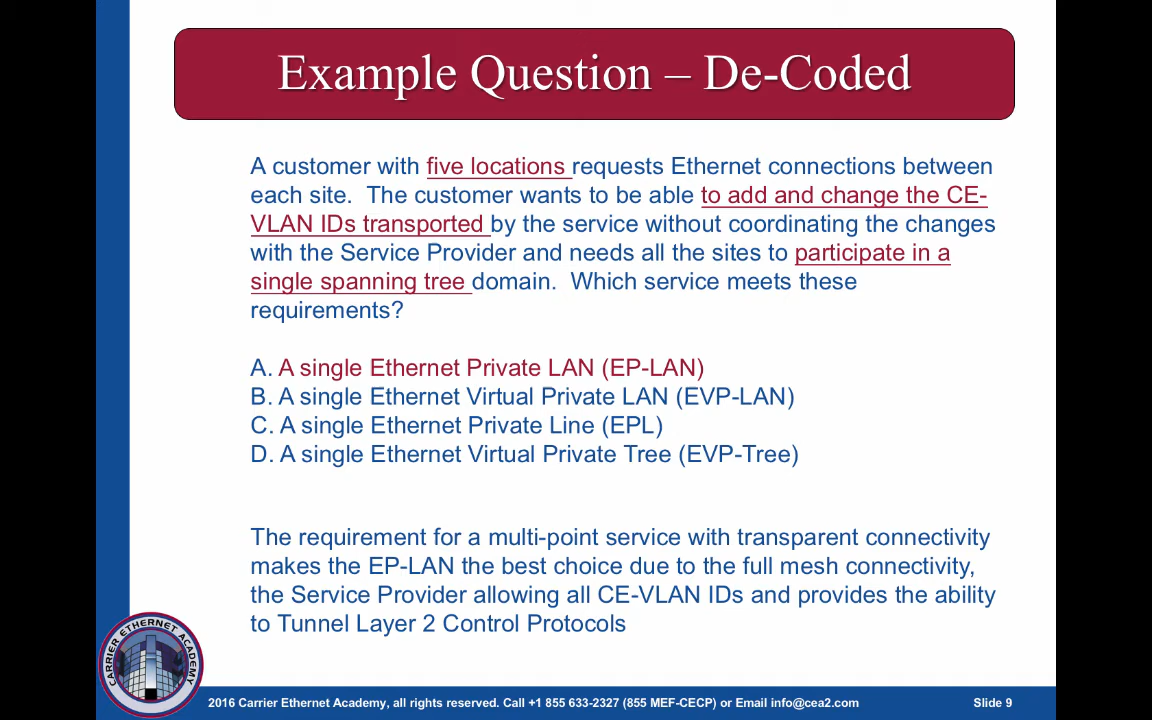 Example Question – De-Coded
A customer with five locations requests Ethernet connections between
each site. The customer wants to be able to add and change the CE-
VLAN IDs transported by the service without coordinating the changes
with the Service Provider and needs all the sites to participate in a
single spanning tree domain. Which service meets these
requirements?
A. A single Ethernet Private LAN (EP-LAN)
B. A single Ethernet Virtual Private LAN (EVP-LAN)
C. A single Ethernet Private Line (EPL)
D. A single Ethernet Virtual Private Tree (EVP-Tree)
The requirement for a multi-point service with transparent connectivity
makes the EP-LAN the best choice due to the full mesh connectivity,
the Service Provider allowing all CE-VLAN IDs and provides the ability
to Tunnel Layer 2 Control Protocols
CARRIER ETHERNET ACADEMY
2016 Carrier Ethernet Academy, all rights reserved. Call +1 855 633-2327 (855 MEF-CECP) or Email info@cea2.com
Slide 9